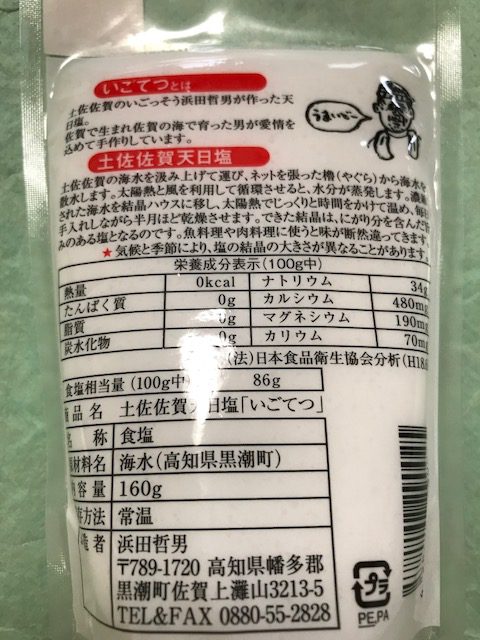 いごてつとは
土佐佐賀のいごっそう浜田哲男が作った天
日塩。
佐賀で生まれ佐賀の海で育った男が愛情を
込めて手作りしています。
うまいぜー
土佐佐賀天日塩
土佐佐賀の海水を汲み上げて運び、ネットを張った櫓(やぐら)から海水を
散水します。太陽熱と風を利用して循環させると、水分が蒸発します。濃縮
された海水を結晶ハウスに移し、太陽熱でじっくりと時間をかけて温め、毎日
手入れしながら半月ほど乾燥させます。できた結晶は、にがり分を含んだ甘
みのある塩となるのです。魚料理や肉料理に使うと味が断然違ってきます。
★気候と季節により、塩の結晶の大きさが異なることがあります。
栄養成分表示(100g中)
熱量 0kcal ナトリウム 34g
たんぱく質 0g カルシウム 480mg
脂質 0g マグネシウム 190mg
炭水化物 0g カリウム 70mg
(法)日本食品衛生協会分析(H18.
食塩相当量(100g中) 86g
商品名 土佐佐賀天日塩「いごてつ」
名称 食塩
原材料名 海水(高知県黒潮町)
内容量 160g
保存方法 常温
製造者 浜田哲男
〒789-1720 高知県幡多郡
黒潮町佐賀上灘山3213-5
TEL&FAX 0880-55-2828
プラ
PE,PA